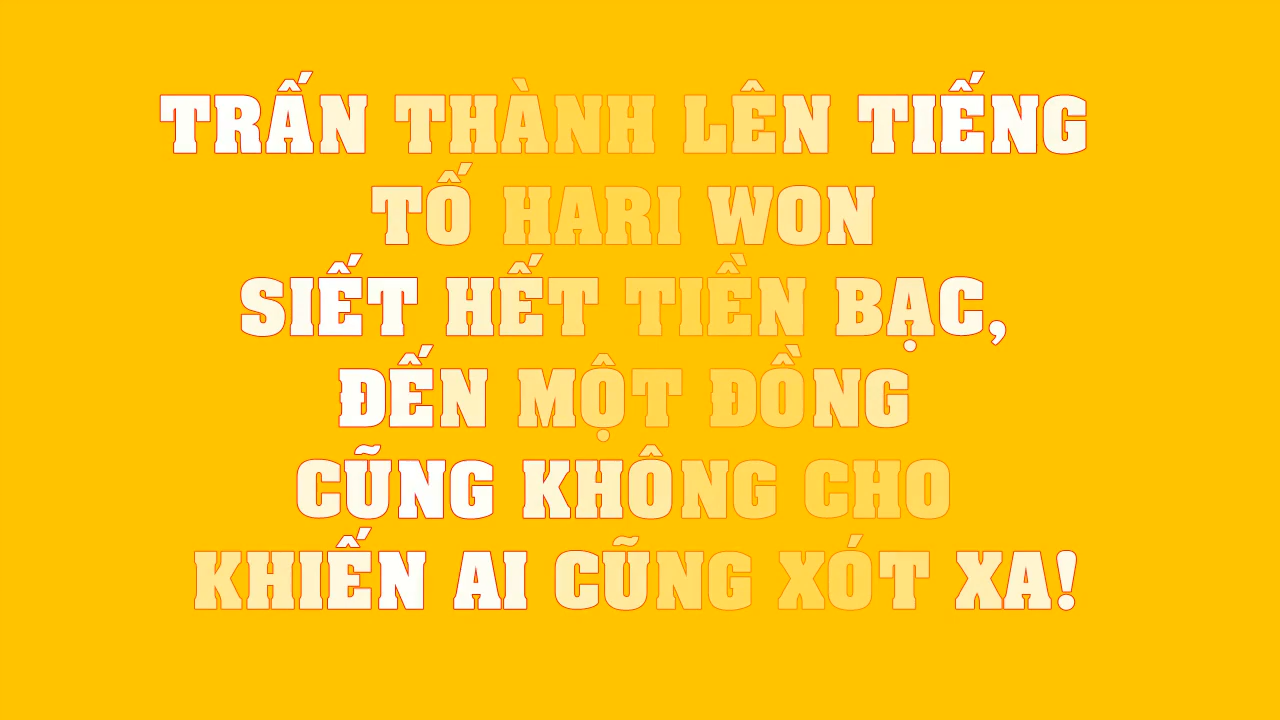 TRẤN THÀNH LÊN TIẾNG
TỐ HARI WON
SIẾT HẾT TIỀN BẠC,
ĐẾN MỘT ĐỒNG
CŨNG KHÔNG CHO
KHIẾN AI CŨNG XÓT XA!